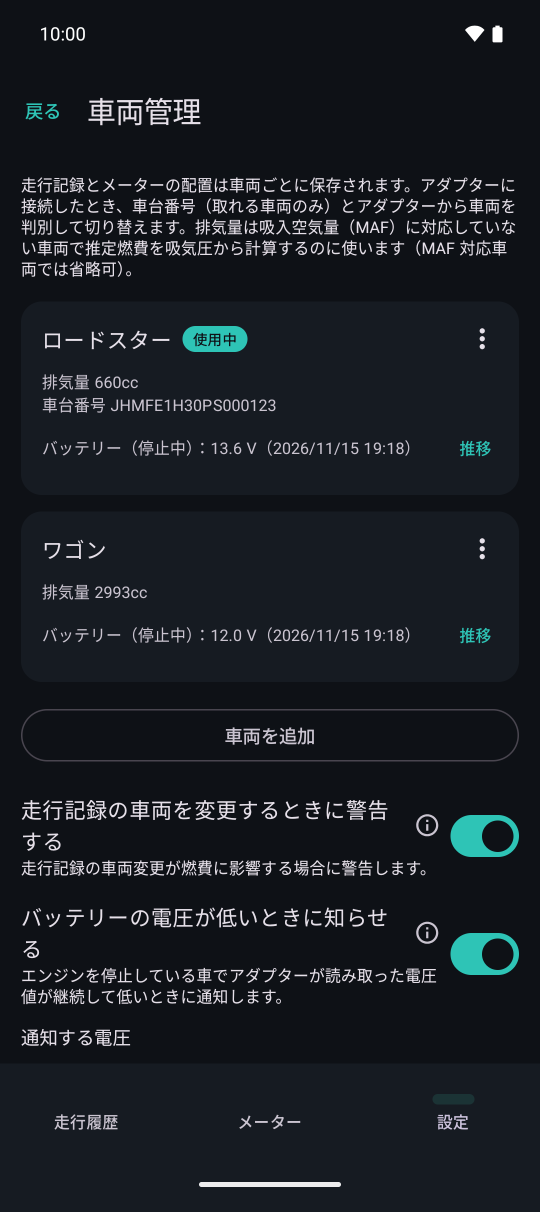 10:00
戻る 車両管理
走行記録とメーターの配置は車両ごとに保存されます。アダプターに
接続したとき、車台番号（取れる車両のみ）とアダプターから車両を
判別して切り替えます。排気量は吸入空気量（MAF）に対応していな
い車両で推定燃費を吸気圧から計算するのに使います（MAF 対応車
両では省略可）。
ロードスター 使用中
排気量 660cc
車台番号 JHMFE1H30PS000123
バッテリー（停止中）：13.6 V（2026/11/15 19:18） 推移
ワゴン
排気量 2993cc
バッテリー（停止中）：12.0 V（2026/11/15 19:18） 推移
車両を追加
走行記録の車両を変更するときに警告
する
走行記録の車両変更が燃費に影響する場合に警告します。
バッテリーの電圧が低いときに知らせ
る
エンジンを停止している車でアダプターが読み取った電圧
値が継続して低いときに通知します。
通知する電圧
走行履歴 メーター 設定